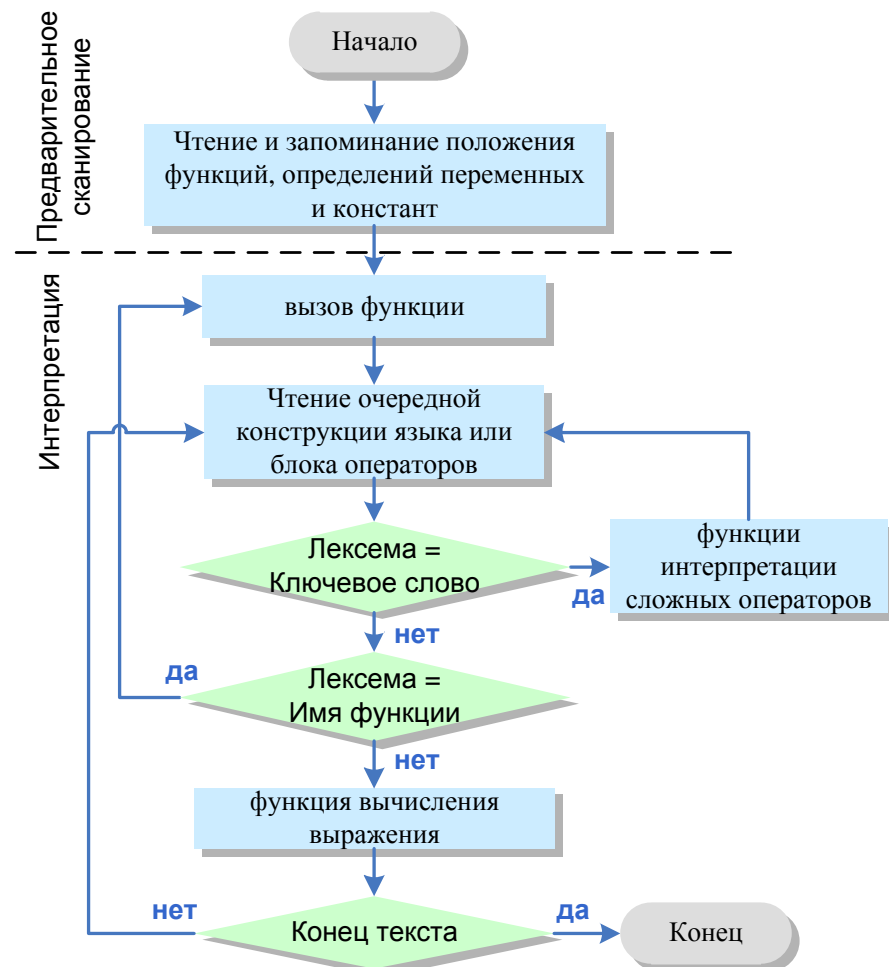 Предварительное
сканирование
Начало
Чтение и запоминание положения
функций, определений переменных
и констант
Интерпретация
вызов функции
Чтение очередной
конструкции языка или
блока операторов
Лексема =
Ключевое слово
да
функции
интерпретации
сложных операторов
нет
да
Лексема =
Имя функции
нет
функция вычисления
выражения
нет
Конец текста
да
Конец